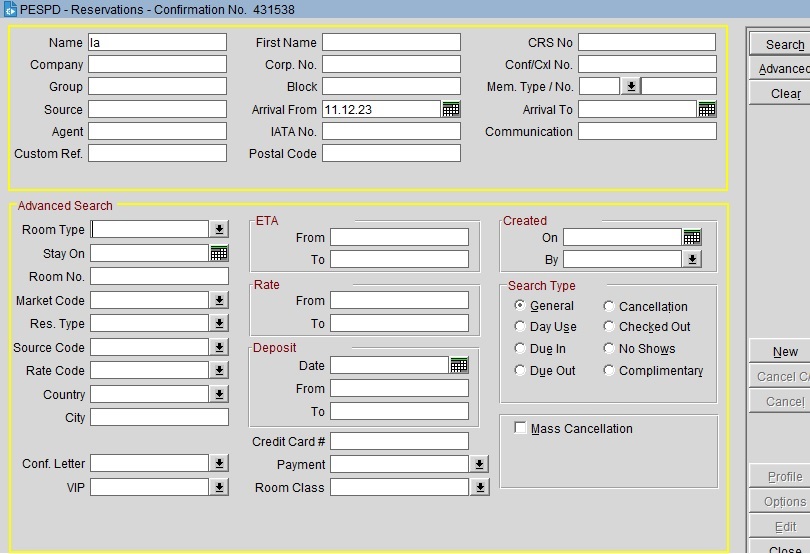 PESPD - Reservations - Confirmation No. 431538
Name la First Name CRS No Search
Company Corp. No. Conf/Cxl No. Advanced
Group Block Mem. Type / No. Clear
Source Arrival From 11.12.23 Arrival To
Agent IATA No. Communication
Custom Ref. Postal Code
Advanced Search
Room Type ETA Created
Stay On From On
To By
Room No.
Market Code Rate Search Type
From General Cancellation
Res. Type To Day Use Checked Out
Source Code Deposit Due In No Shows New
Rate Code Date Due Out Complimentary Cancel CA
Country From Cancel
City To Mass Cancellation
Credit Card #
Conf. Letter Payment Profile
VIP Room Class Options
Edit
Close